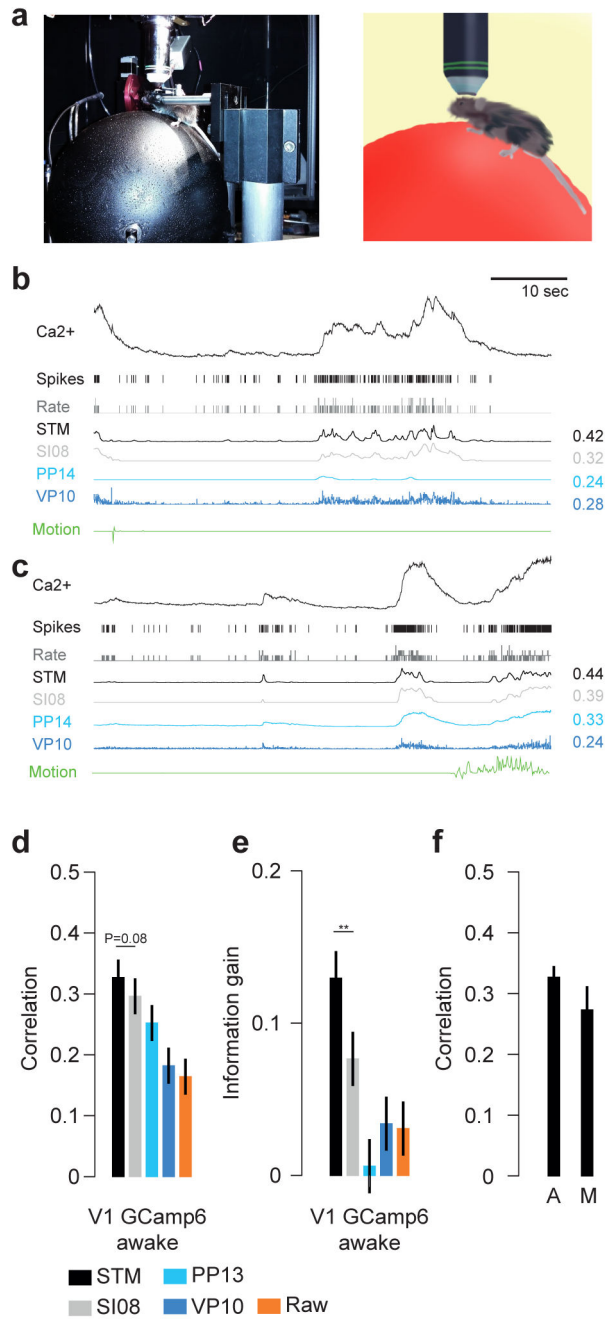 a
b
10 sec
Ca2+
Spikes
Rate
STM
0.42
SI08
0.32
PP14
0.24
VP10
0.28
Motion
c
Ca2+
Spikes
Rate
STM
0.44
SI08
0.39
PP14
0.33
VP10
0.24
Motion
d
Correlation
0.5
0.4
0.3
0.2
0.1
0
P=0.08
V1 GCamp6
awake
e
Information gain
0.2
0.1
0
**
V1 GCamp6
awake
f
Correlation
0.5
0.4
0.3
0.2
0.1
0
A M
STM PP13
SI08 VP10 Raw